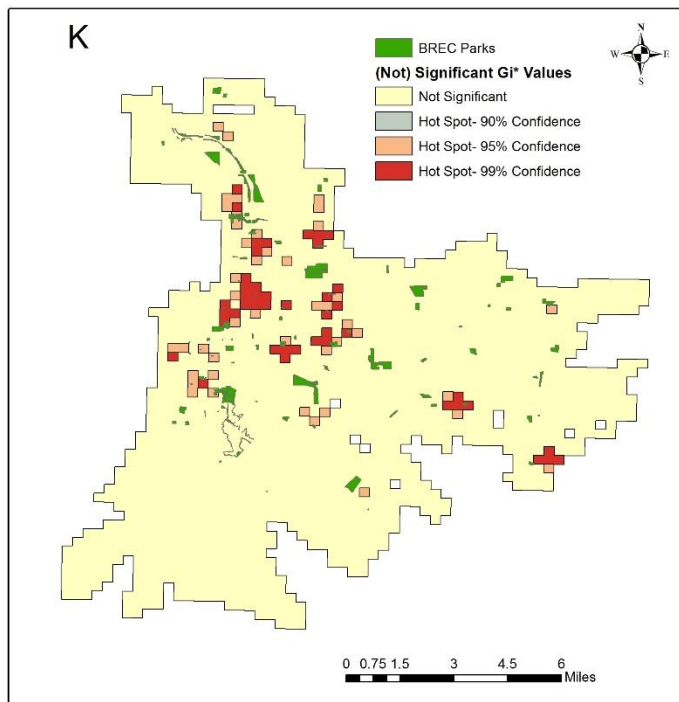 K
BREC Parks
(Not) Significant Gi* Values
Not Significant
Hot Spot- 90% Confidence
Hot Spot- 95% Confidence
Hot Spot- 99% Confidence
N
W E
S
0 0.75 1.5 3 4.5 6
Miles